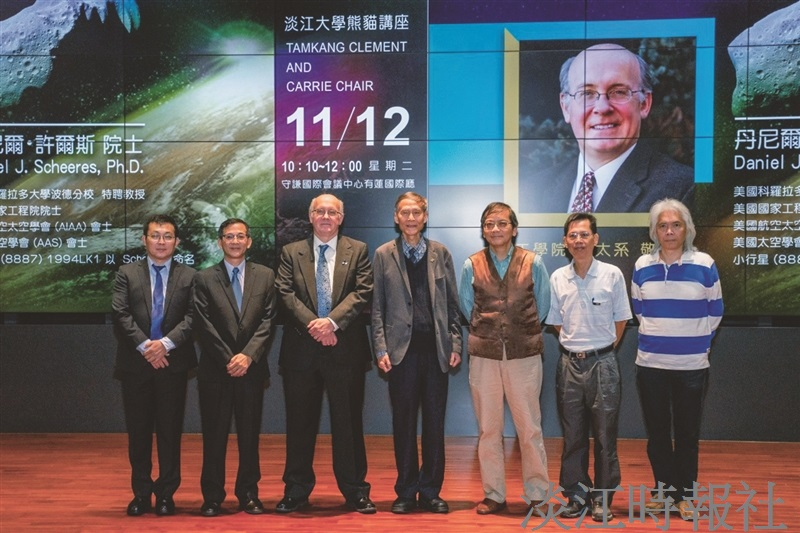 淡江大學熊貓講座
TAMKANG CLEMENT
AND
CARRIE CHAIR
11/12
10:10~12:00 星期二
守謙國際會議中心有蓮國際廳
尼爾·許爾斯 院士
el J. Scheeres, Ph.D.
羅拉多大學波德分校 特聘教授
家工程院院士
空太空學會(AIAA)會士
空學會(AAS)會士
(8887) 1994LK1 以 Sch 命名
工學院 太系 敬
丹尼爾
Daniel J
美國科羅拉多
美國國家工程
美國航空太空
美國太空學會
小行星(888
淡江時報社